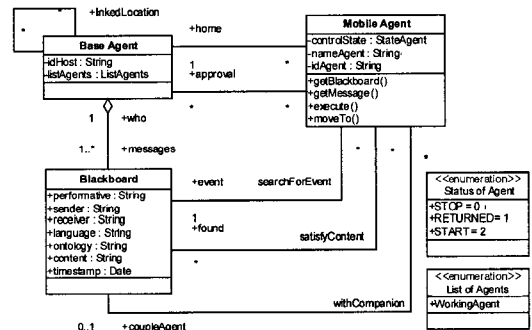 +lnkedLocation
*
*
Base Agent
-idHost : String
-listAgents : ListAgents
+home
1
*
+approval
*
*
Mobile Agent
-controlState : StateAgent
-nameAgent : String
-idAgent : String
+getBlackboard()
+getMessage()
+execute()
+moveTo()
1
+who
1..*
+messages
Blackboard
+performative : String
+sender : String
+receiver : String
+language : String
+ontology : String
+content : String
+timestamp : Date
+event
searchForEvent
1
*
*
*
+found
satisfyContent
*
withCompanion
0..1
+coupleAgent
<<enumeration>>
Status of Agent
+STOP = 0
+RETURNED= 1
+START = 2
<<enumeration>>
List of Agents
+WorkingAgent